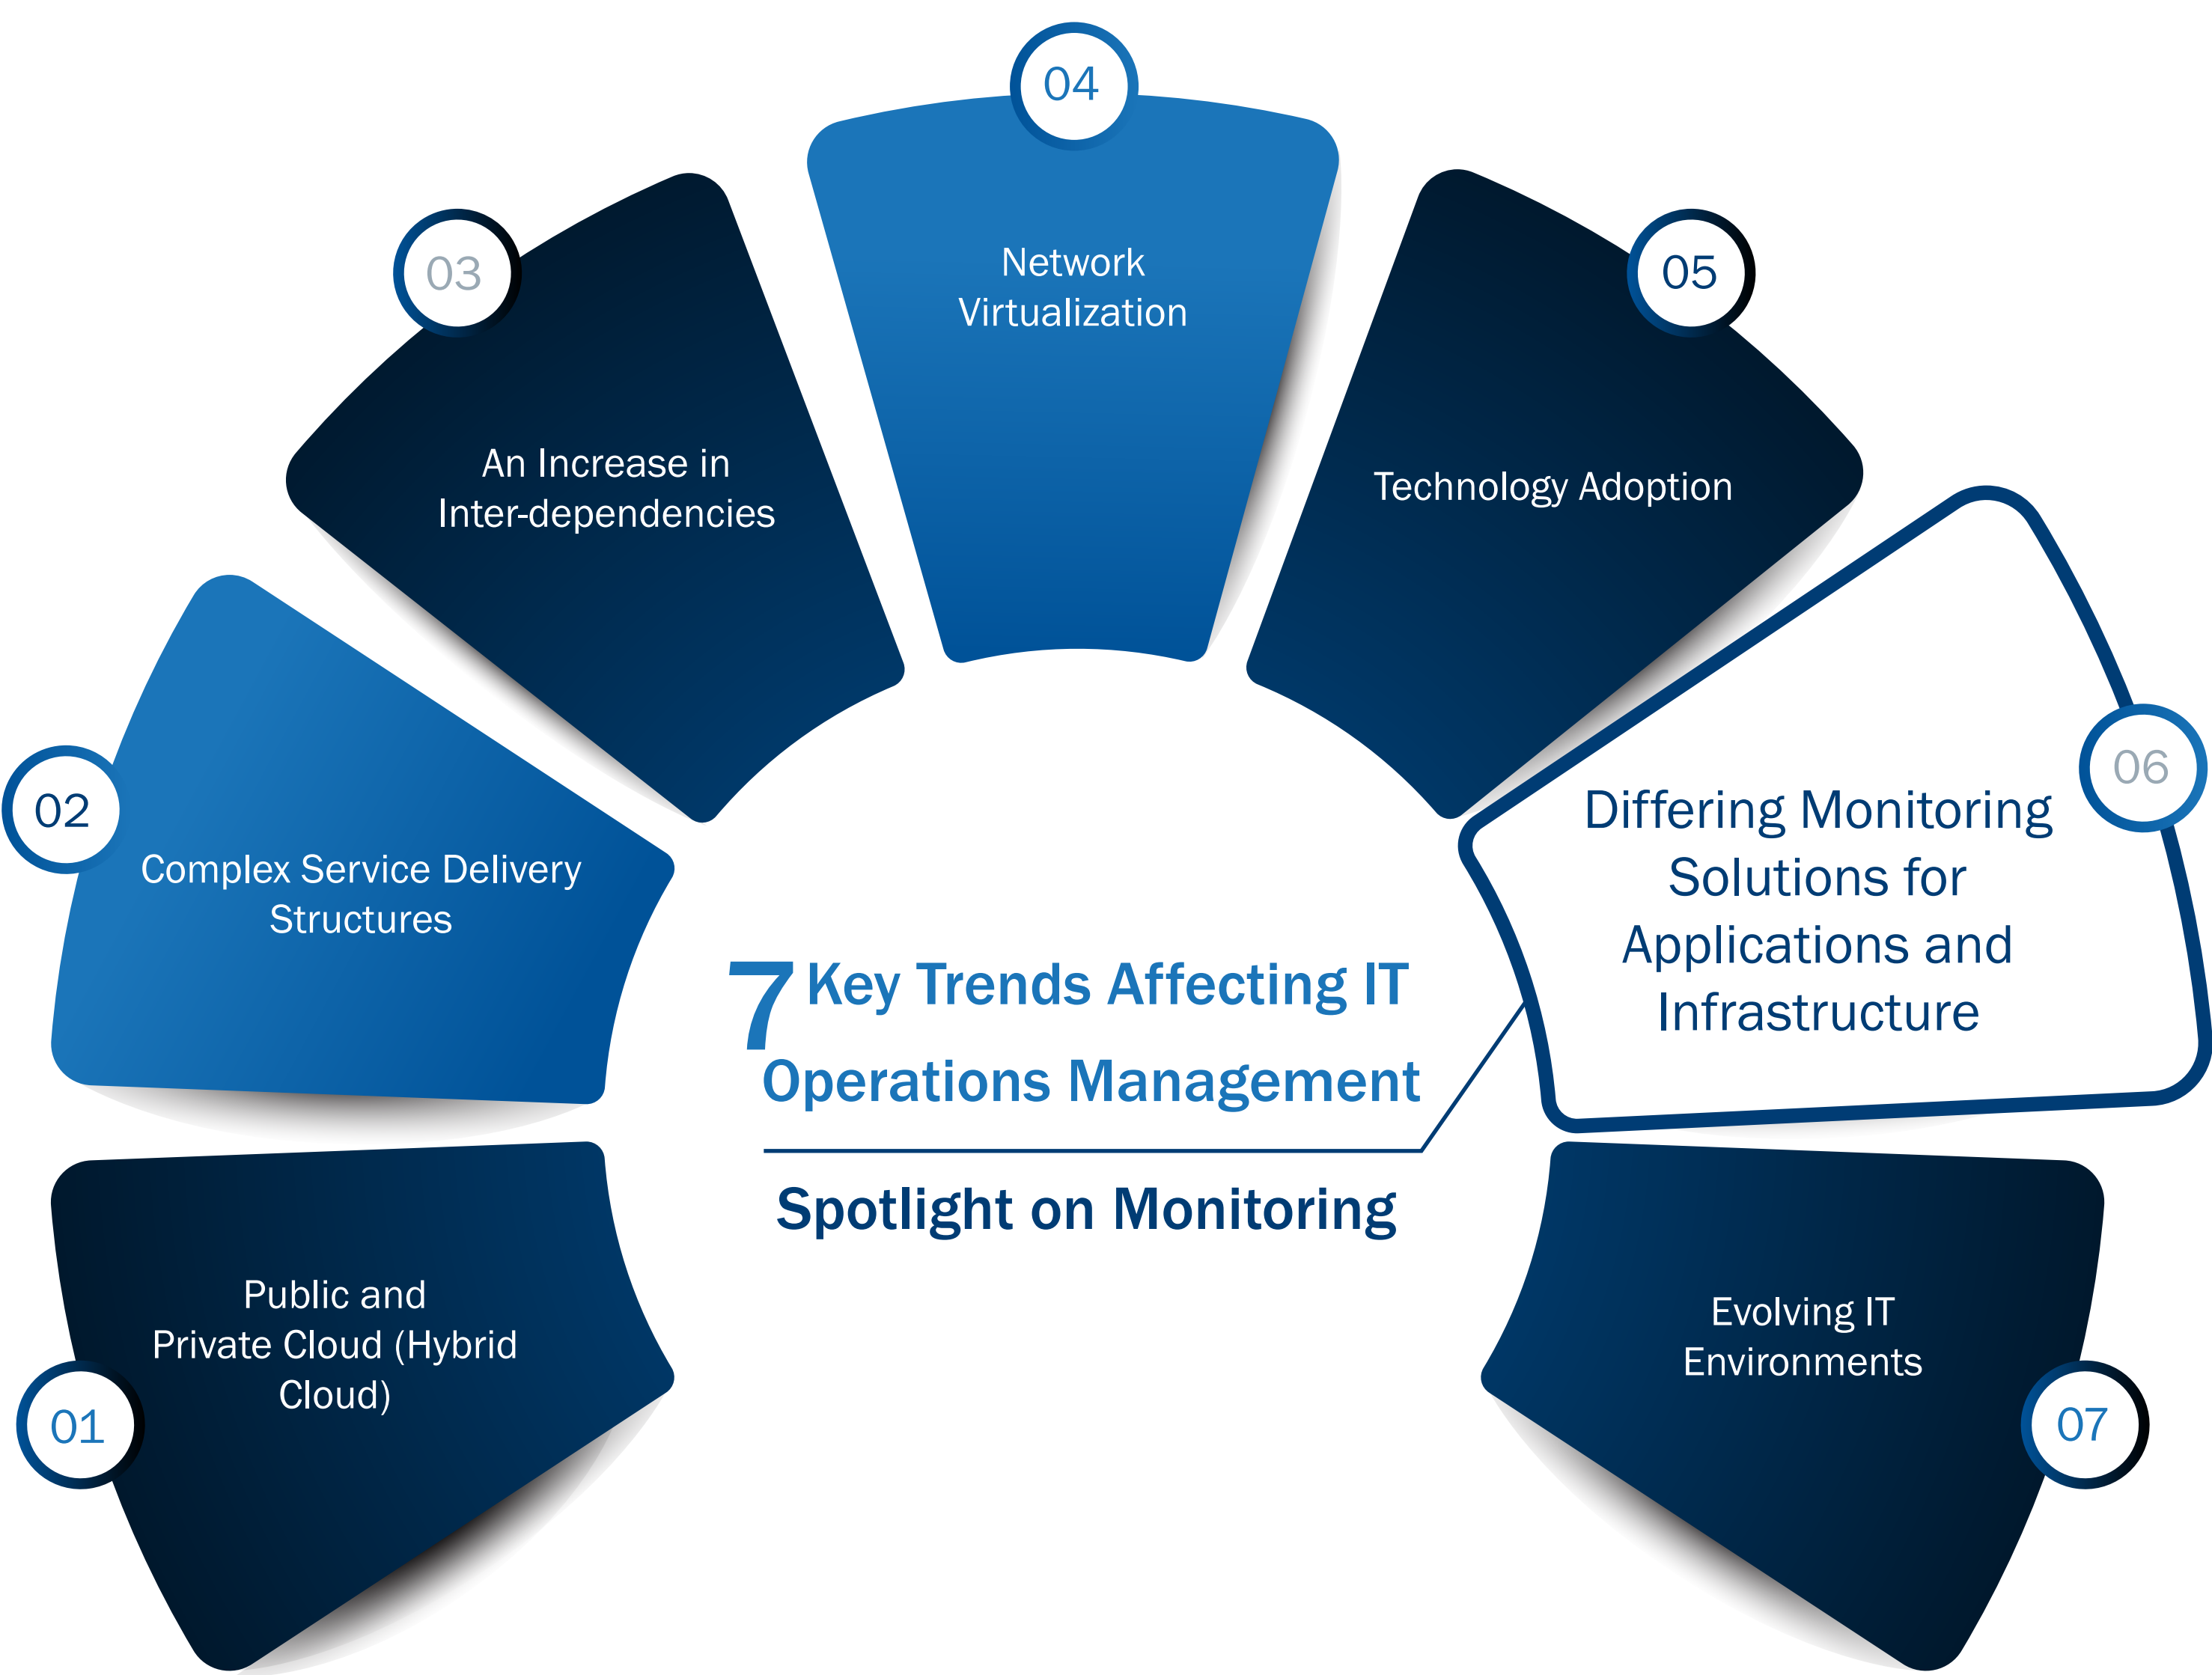 04
Network
Virtualization
03
An Increase in
Inter-dependencies
05
Technology Adoption
02
Complex Service Delivery
Structures
06
Differing Monitoring
Solutions for
Applications and
Infrastructure
7 Key Trends Affecting IT
Operations Management
Spotlight on Monitoring
01
Public and
Private Cloud (Hybrid
Cloud)
07
Evolving IT
Environments